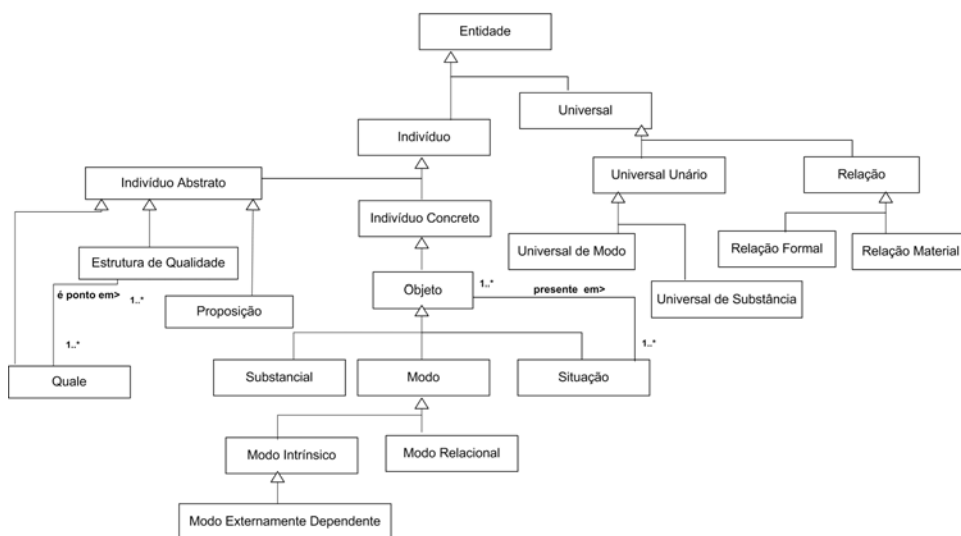 Entidade
Universal
Indivíduo
Indivíduo Abstrato
Universal Unário
Relação
Indivíduo Concreto
Estrutura de Qualidade
Universal de Modo
Relação Formal
Relação Material
é ponto em>
1..*
Objeto
1..*
presente em>
Proposição
Universal de Substância
1..*
1..*
Quale
Substancial
Modo
Situação
Modo Intrínsico
Modo Relacional
Modo Externamente Dependente